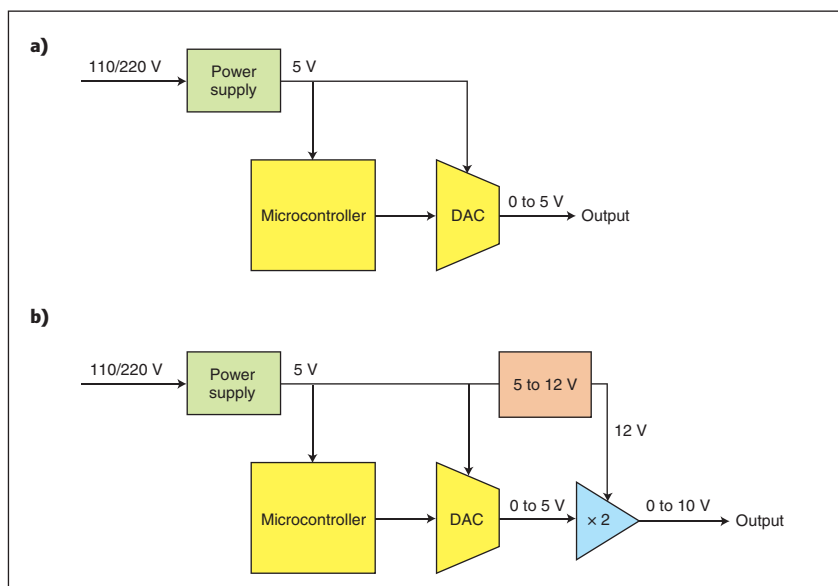 a)
110/220 V
Power
supply
5 V
Microcontroller
DAC
0 to 5 V
Output
b)
110/220 V
Power
supply
5 V
5 to 12 V
12 V
Microcontroller
DAC
0 to 5 V
× 2
0 to 10 V
Output